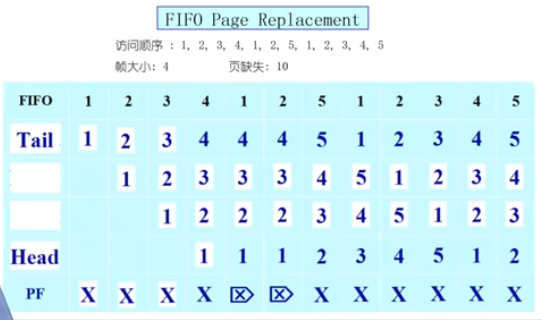 FIFO Page Replacement
访问顺序 : 1, 2, 3, 4, 1, 2, 5, 1, 2, 3, 4, 5
帧大小: 4 页缺失: 10
FIFO 1 2 3 4 1 2 5 1 2 3 4 5
Tail 1 2 3 4 4 4 5 1 2 3 4 5
1 2 3 3 3 4 5 1 2 3 4
1 2 2 2 3 4 5 1 2 3
Head 1 1 1 2 3 4 5 1 2
PF X X X X X X X X X X X X